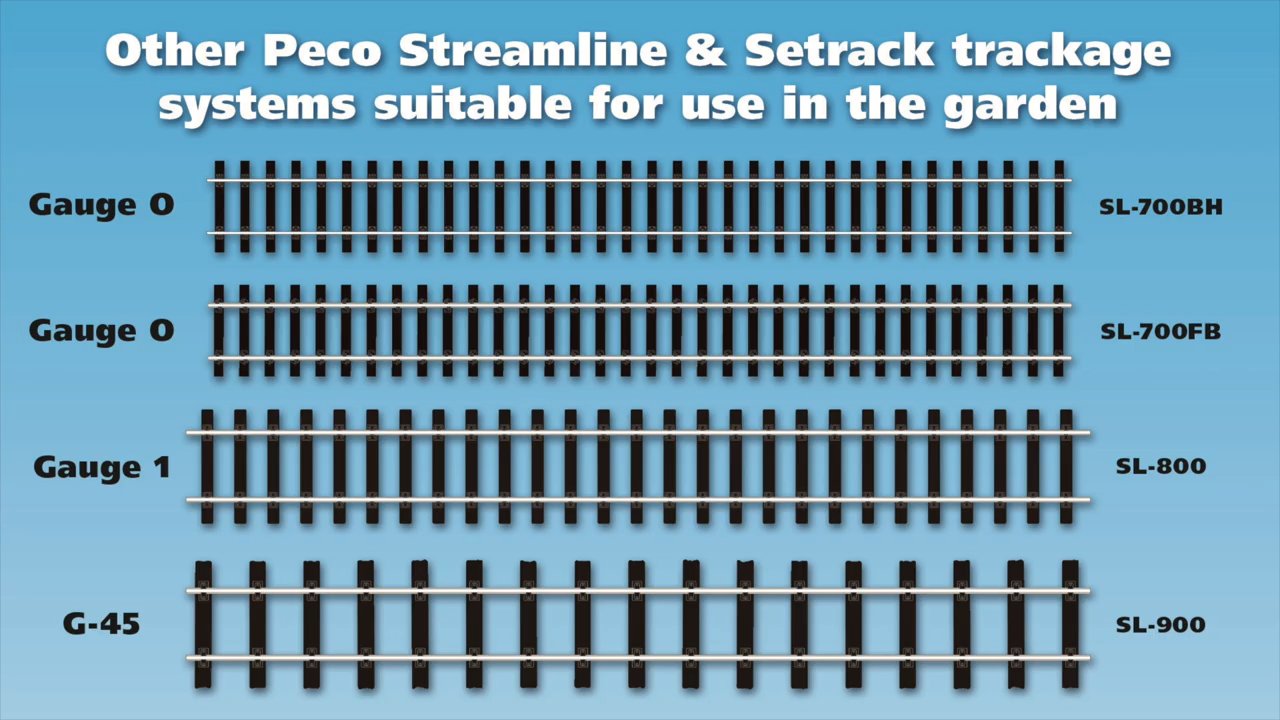 Other Peco Streamline & Setrack trackage
systems suitable for use in the garden
Gauge 0
SL-700BH
Gauge 0
SL-700FB
Gauge 1
SL-800
G-45
SL-900